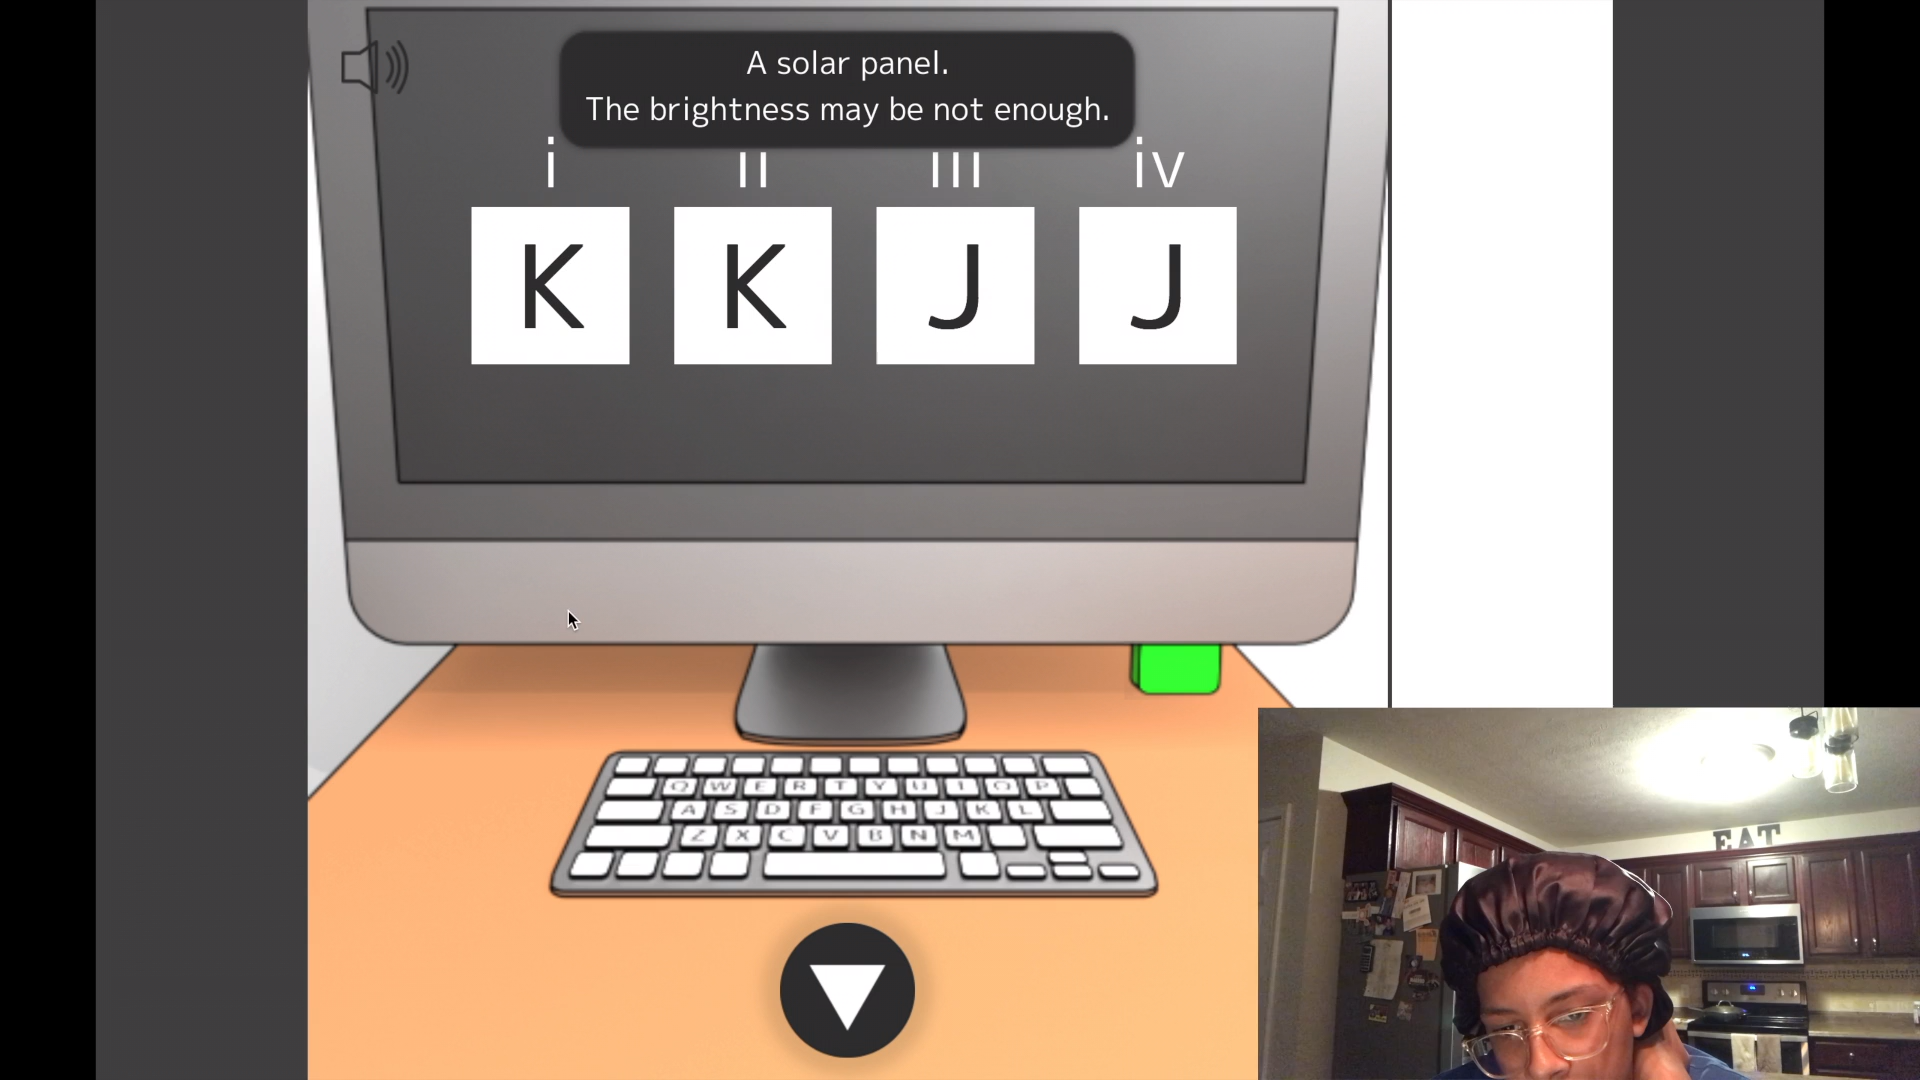 A solar panel.
The brightness may be not enough.
i ii iii iv
K K J J
Q W E R T Y U I O P
A S D F G H J K L
Z X C V B N M
EAT